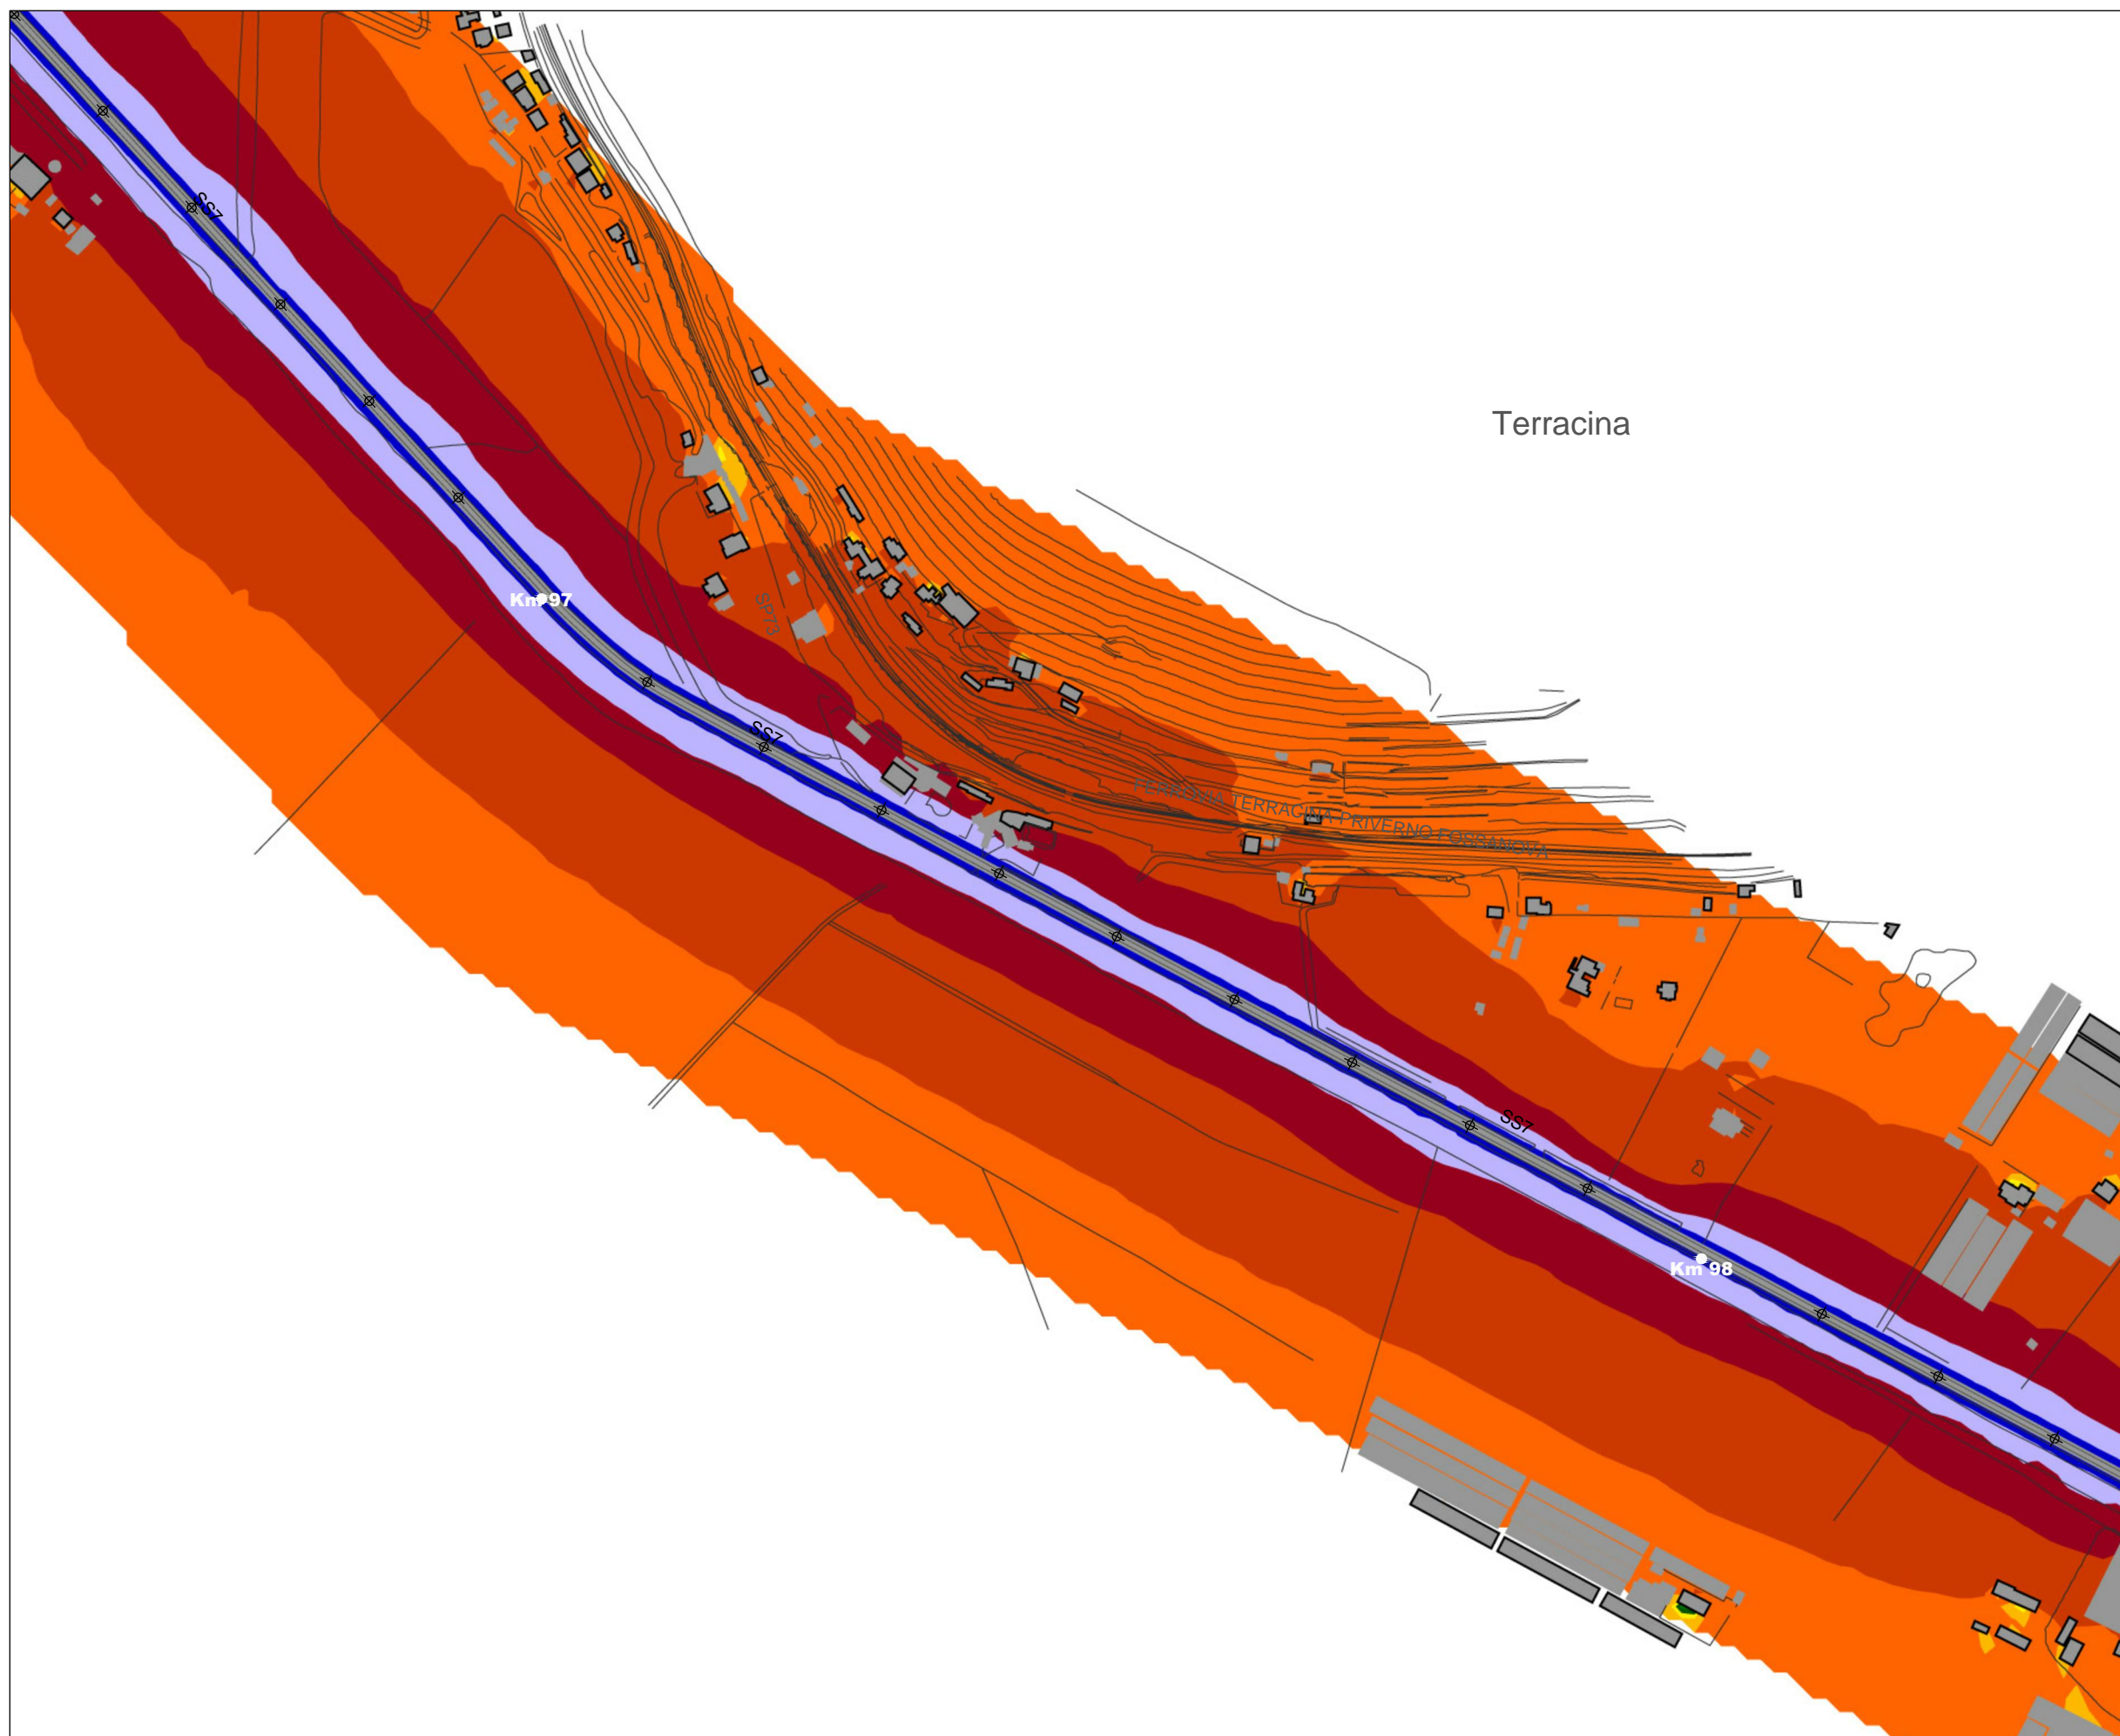 SS7
Terracina
Km 97
SP73
SS7
FERROVIA TERRACINA PRIVERNO FOSSANOVA
SS7
Km 98